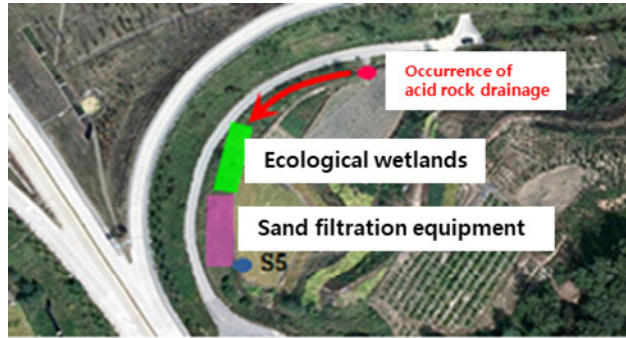 Occurrence of
acid rock drainage
Ecological wetlands
Sand filtration equipment
S5